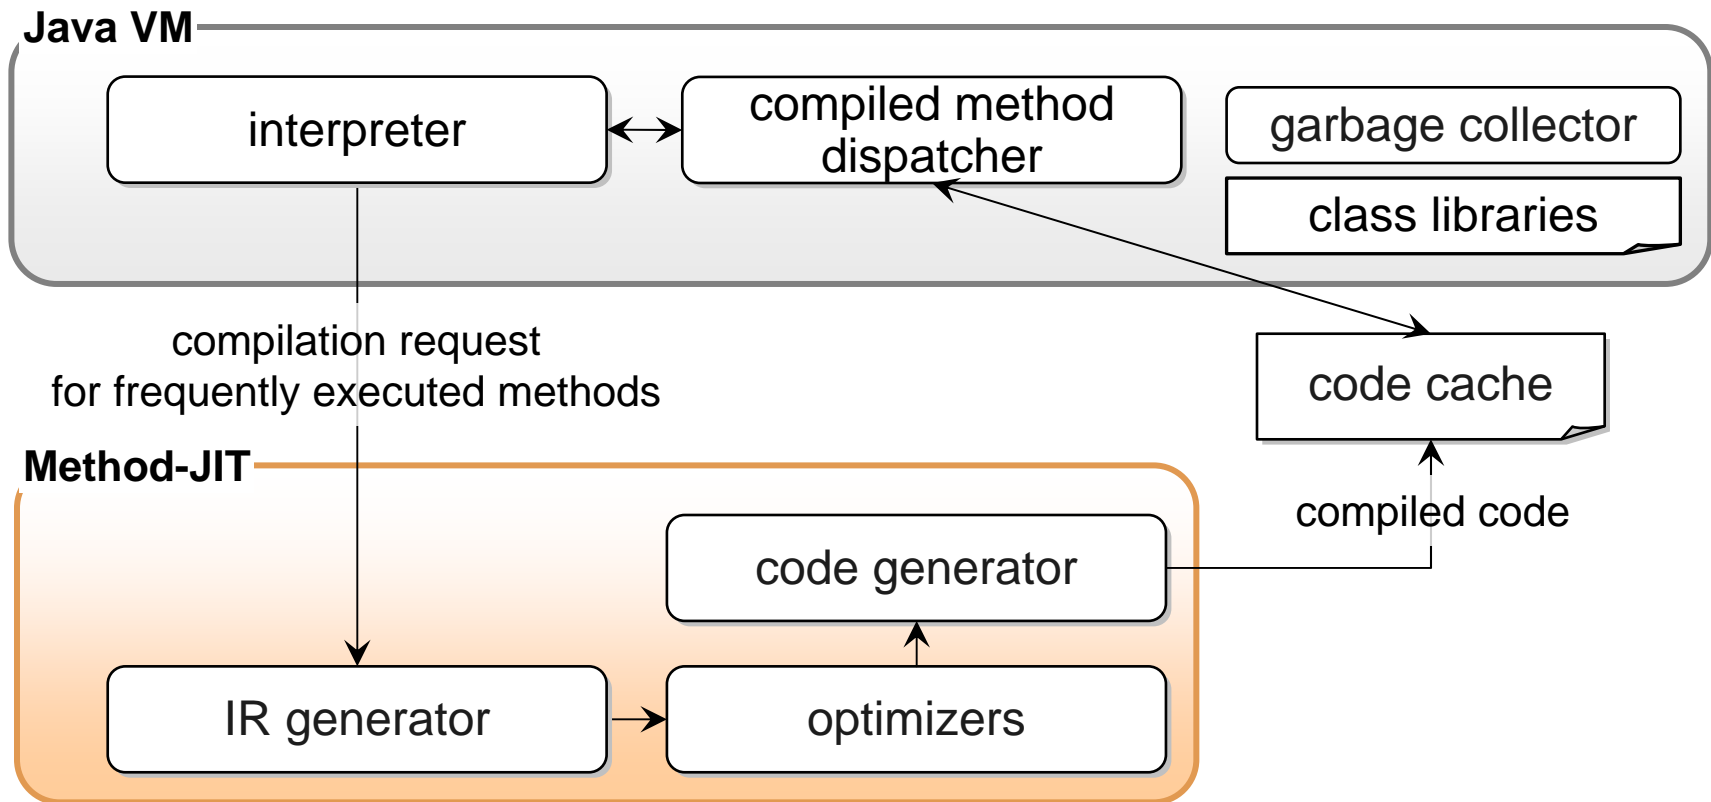 Java VM
interpreter
compiled method
dispatcher
garbage collector
class libraries
compilation request
for frequently executed methods
code cache
Method-JIT
compiled code
code generator
IR generator
optimizers